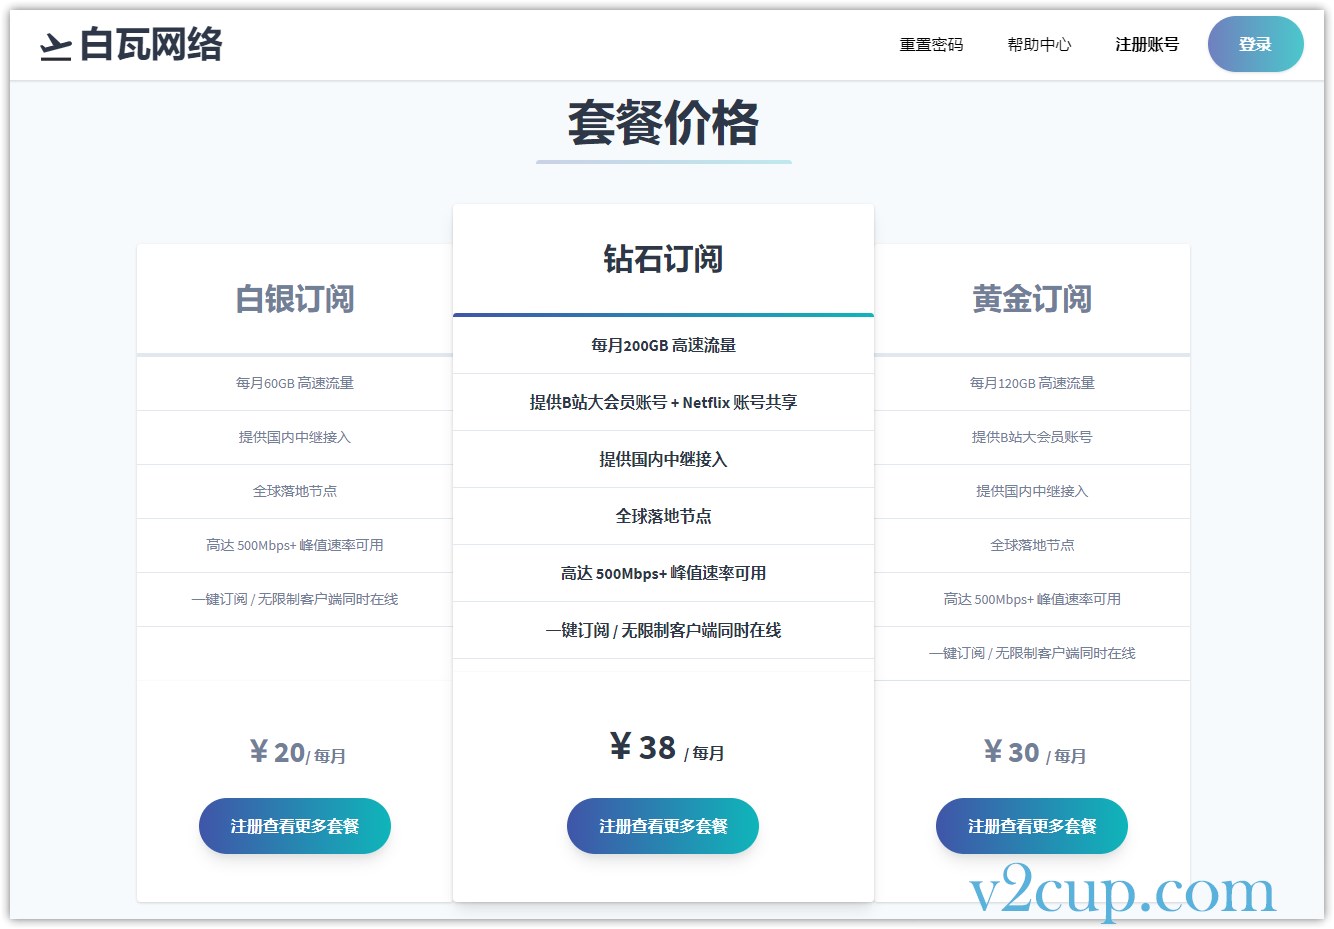 白瓦网络
重置密码
帮助中心
注册账号
登录
套餐价格
白银订阅
每月60GB 高速流量
提供国内中继接入
全球落地节点
高达 500Mbps+ 峰值速率可用
一键订阅 / 无限制客户端同时在线
￥20/ 每月
注册查看更多套餐
钻石订阅
每月200GB 高速流量
提供B站大会员账号 + Netflix 账号共享
提供国内中继接入
全球落地节点
高达 500Mbps+ 峰值速率可用
一键订阅 / 无限制客户端同时在线
￥38 / 每月
注册查看更多套餐
黄金订阅
每月120GB 高速流量
提供B站大会员账号
提供国内中继接入
全球落地节点
高达 500Mbps+ 峰值速率可用
一键订阅 / 无限制客户端同时在线
￥30 / 每月
注册查看更多套餐
v2cup.com